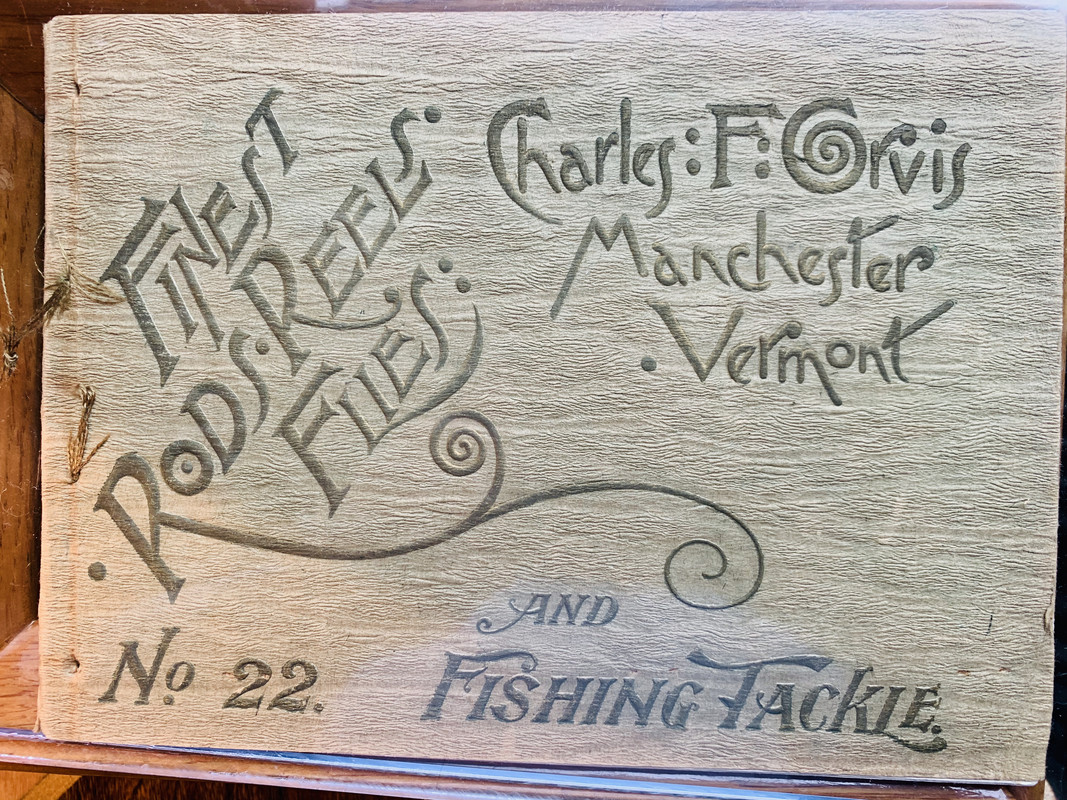 FINEST
RODS. REELS.
FLIES:
Charles: F: Orvis
Manchester
. Vermont
AND
No 22.
FISHING TACKLE.